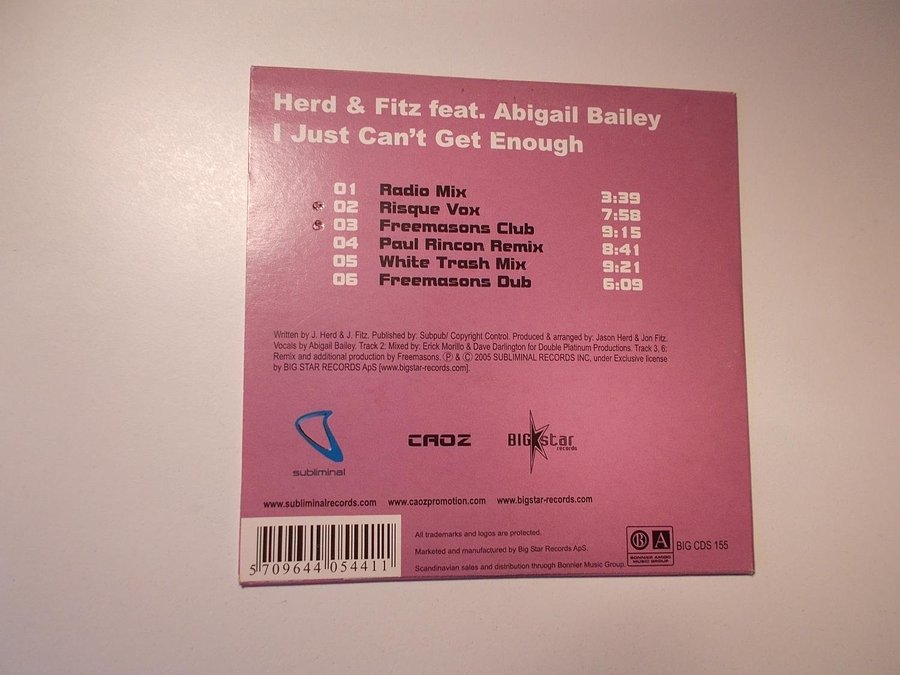 Herd & Fitz feat. Abigail Bailey
I Just Can't Get Enough
01 Radio Mix 3:39
02 Risque Vox 7:58
03 Freemasons Club 9:15
04 Paul Rincon Remix 8:41
05 White Trash Mix 9:21
06 Freemasons Dub 6:09
Written by J. Herd & J. Fitz. Published by: Subpub/ Copyright Control. Produced & arranged by: Jason Herd & Jon Fitz.
Vocals by Abigail Bailey. Track 2: Mixed by: Erick Morillo & Dave Darlington for Double Platinum Productions. Track 3, 6:
Remix and additional production by Freemasons. Ⓟ & Ⓒ 2005 SUBLIMINAL RECORDS INC, under Exclusive license
by BIG STAR RECORDS ApS [www.bigstar-records.com].
subliminal
CAOZ
BIG star
records
www.subliminalrecords.com www.caozpromotion.com www.bigstar-records.com
5 709644 054411
All trademarks and logos are protected.
Marketed and manufactured by Big Star Records ApS.
Scandinavian sales and distribution through Bonnier Music Group.
B A
BONNIER AMIGO
MUSIC GROUP
BIG CDS 155